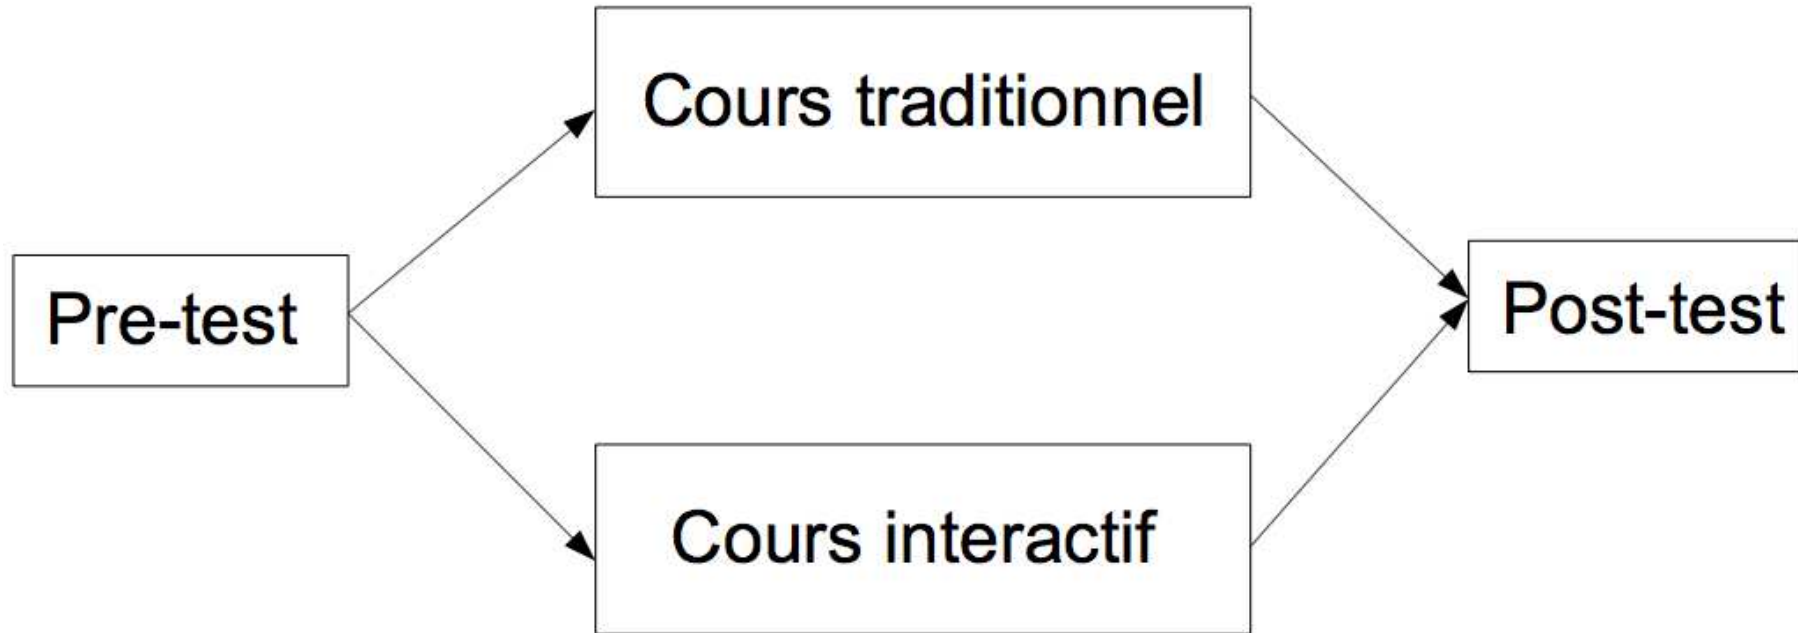 Cours traditionnel
Pre-test
Post-test
Cours interactif